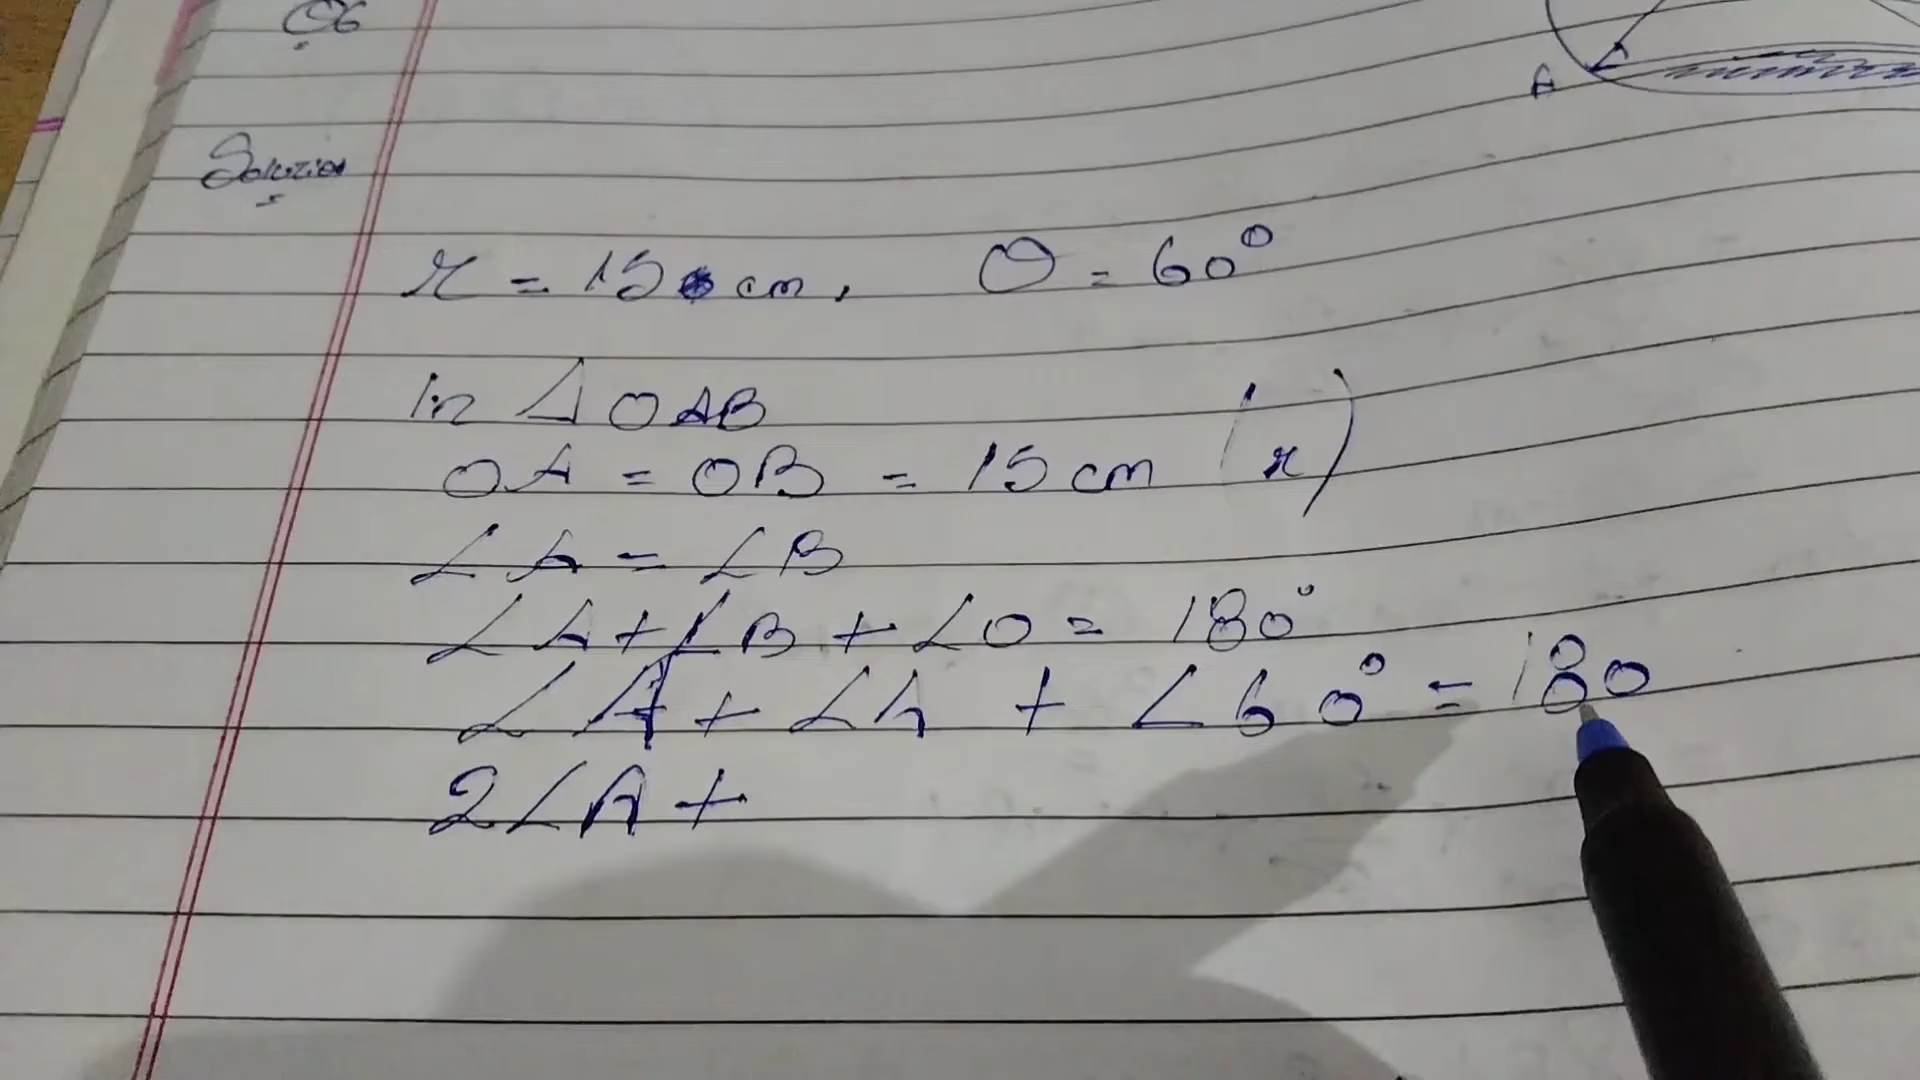 Q6
A
Solution
r = 15 cm, θ = 60°
in △OAB
OA = OB = 15 cm (r)
∠A = ∠B
∠A + ∠B + ∠O = 180°
∠A + ∠A + ∠60° = 180
2∠A +